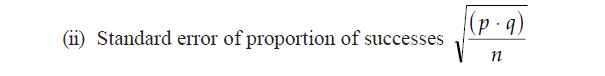 (ii) Standard error of proportion of successes √((p · q)/n)